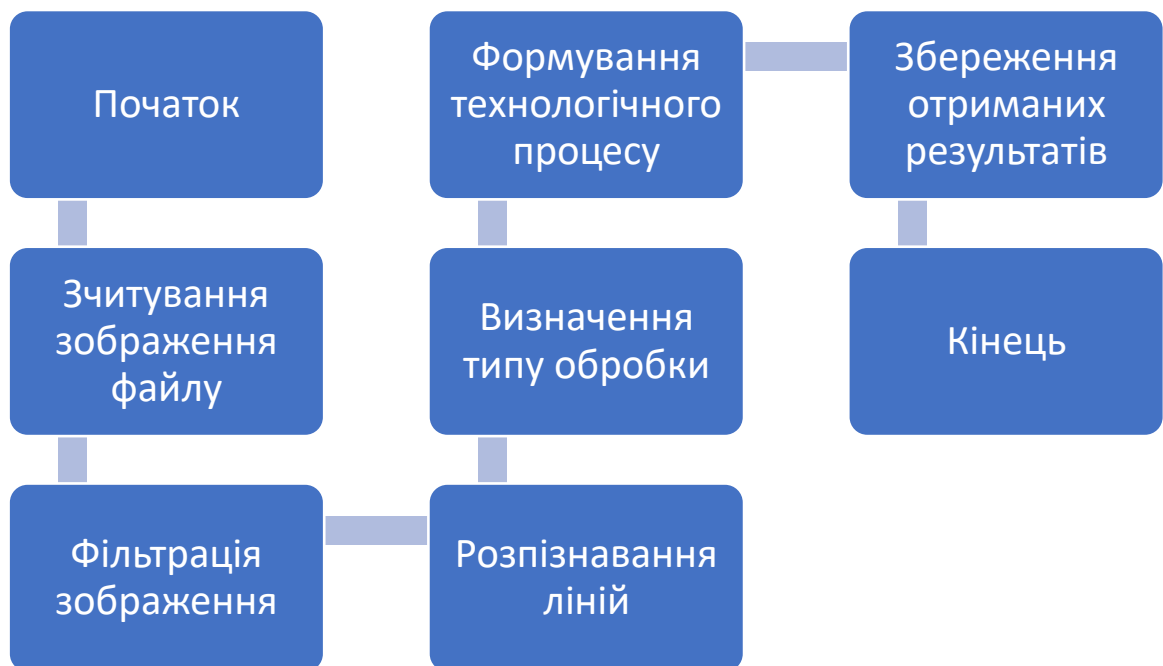 Початок
Зчитування
зображення
файлу
Фільтрація
зображення
Розпізнавання
ліній
Визначення
типу обробки
Формування
технологічного
процесу
Збереження
отриманих
результатів
Кінець